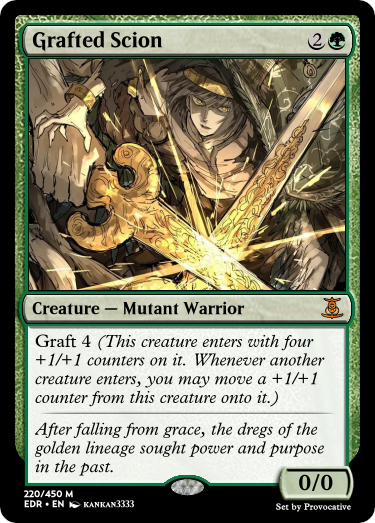 Grafted Scion 2
Creature — Mutant Warrior
Graft 4 (This creature enters with four
+1/+1 counters on it. Whenever another
creature enters, you may move a +1/+1
counter from this creature onto it.)
After falling from grace, the dregs of the
golden lineage sought power and purpose
in the past.
0/0
220/450 M
EDR • EN KANKAN3333
Set by Provocative